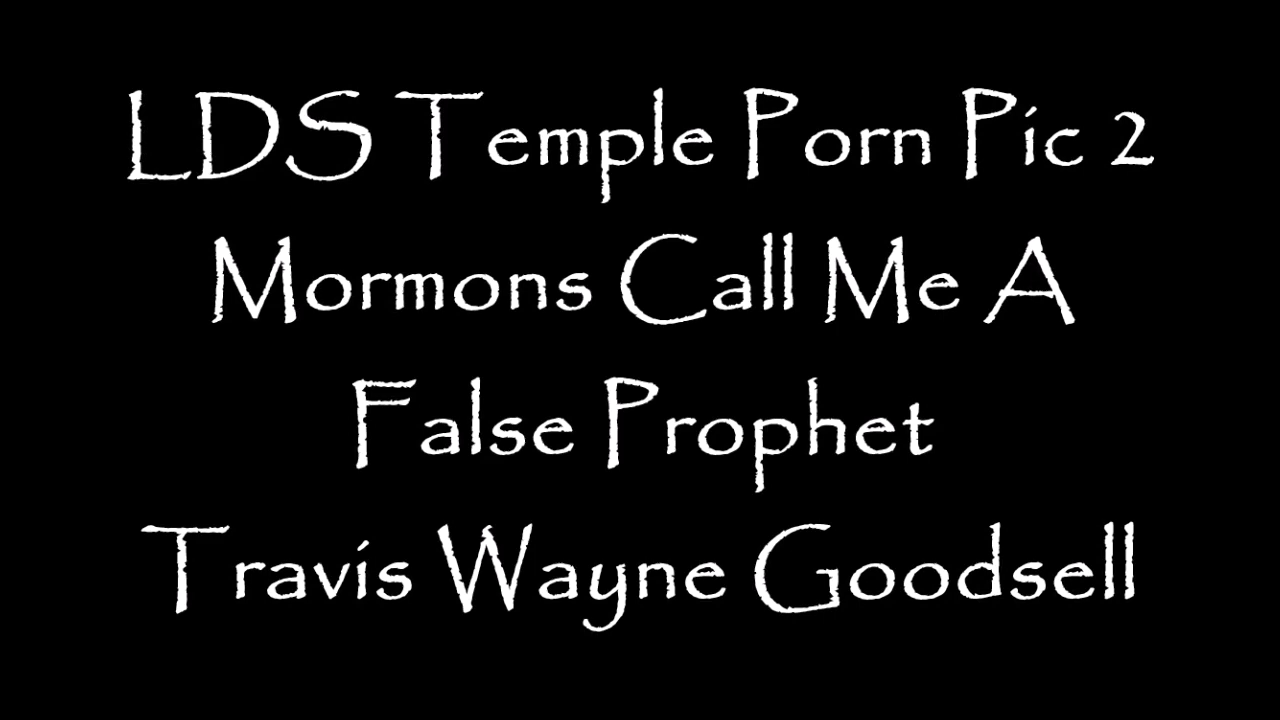 LDS Temple Porn Pic 2
Mormons Call Me A
False Prophet
Travis Wayne Goodsell